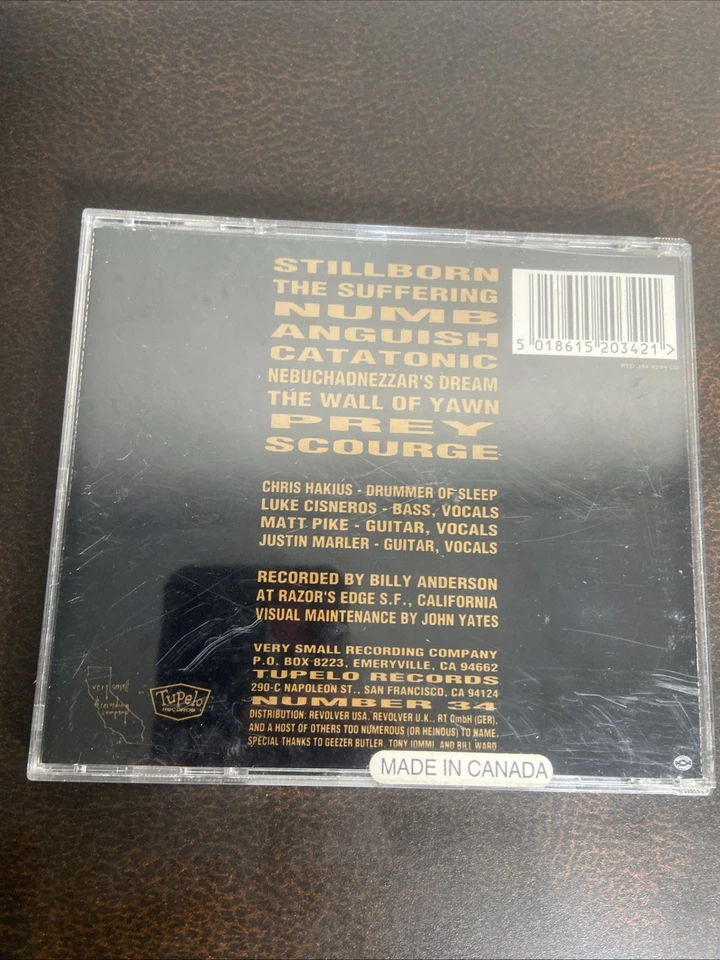 STILLBORN
THE SUFFERING
NUMB
ANGUISH
CATATONIC
NEBUCHADNEZZAR'S DREAM
THE WALL OF YAWN
PREY
SCOURGE
5 018615 203421 >
CHRIS HAKIUS - DRUMMER OF SLEEP
LUKE CISNEROS - BASS, VOCALS
MATT PIKE - GUITAR, VOCALS
JUSTIN MARLER - GUITAR, VOCALS
RECORDED BY BILLY ANDERSON
AT RAZOR'S EDGE S.F., CALIFORNIA
VISUAL MAINTENANCE BY JOHN YATES
VERY SMALL RECORDING COMPANY
P.O. BOX 8223, EMERYVILLE, CA 94662
TUPELO RECORDS
290-C NAPOLEON ST., SAN FRANCISCO, CA 94124
NUMBER 34
DISTRIBUTION: REVOLVER USA. REVOLVER U.K., RT GmbH (GER),
AND A HOST OF OTHERS TOO NUMEROUS (OR HEINOUS) TO NAME.
SPECIAL THANKS TO GEEZER BUTLER, TONY IOMMI, AND BILL WARD
very small
Recording
company
Tupelo
RECORDS
MADE IN CANADA